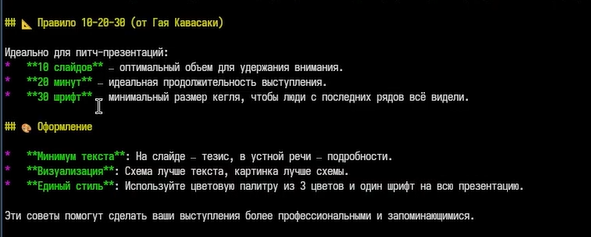 ## 📐 Правило 10-20-30 (от Гая Кавасаки)
Идеально для питч-презентаций:
* **10 слайдов** — оптимальный объем для удержания внимания.
* **20 минут** — идеальная продолжительность выступления.
* **30 шрифт** — минимальный размер кегля, чтобы люди с последних рядов всё видели.
## 🎨 Оформление
* **Минимум текста**: На слайде — тезис, в устной речи — подробности.
* **Визуализация**: Схема лучше текста, картинка лучше схемы.
* **Единый стиль**: Используйте цветовую палитру из 3 цветов и один шрифт на всю презентацию.
Эти советы помогут сделать ваши выступления более профессиональными и запоминающимися.